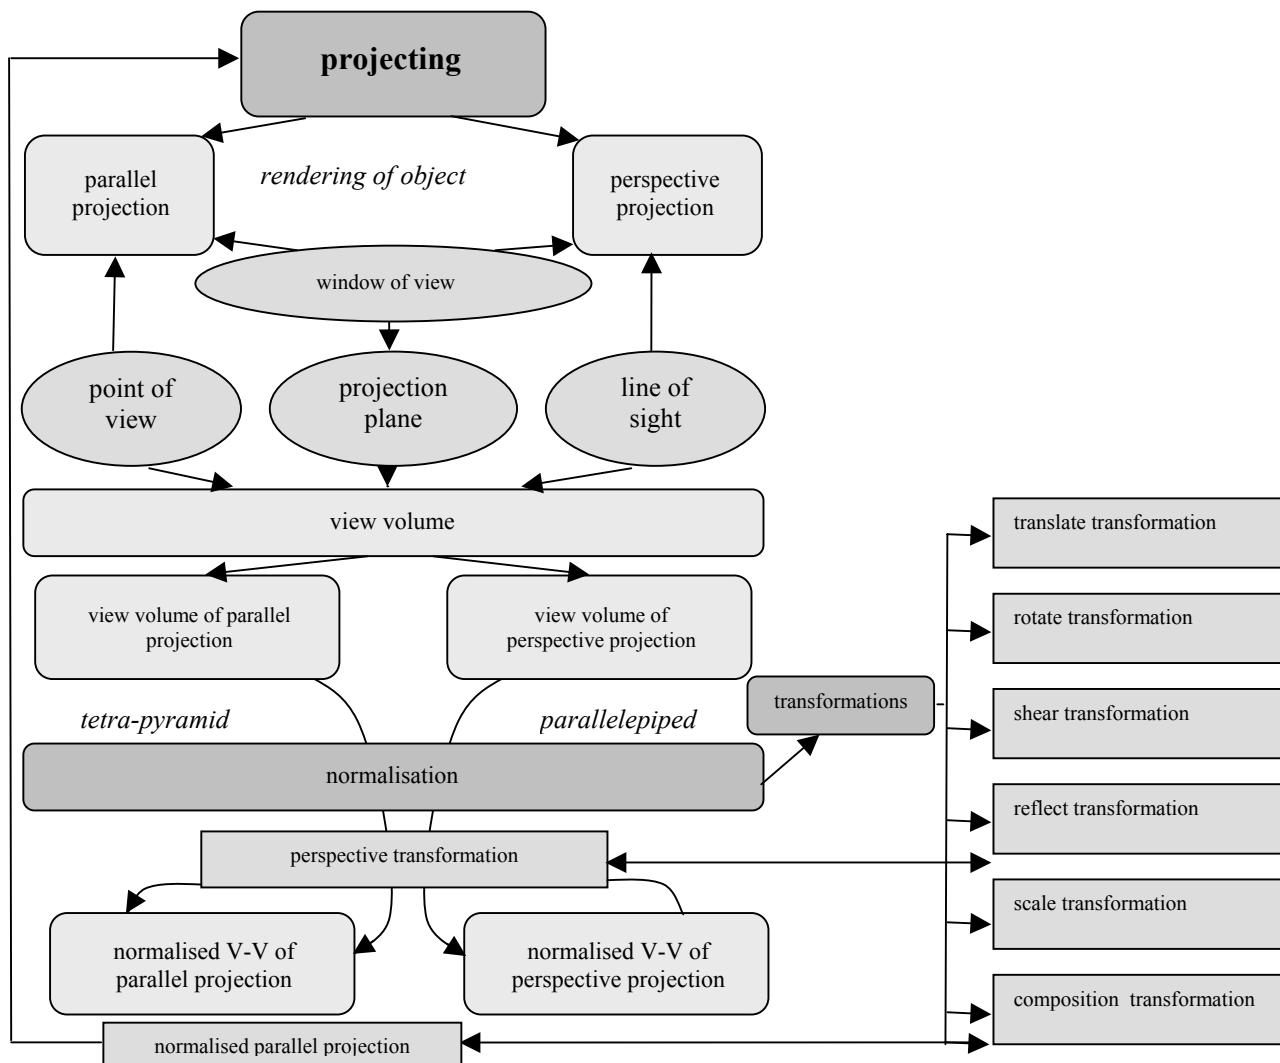 projecting
parallel
projection
rendering of object
perspective
projection
window of view
point of
view
projection
plane
line of
sight
view volume
view volume of parallel
projection
view volume of
perspective projection
tetra-pyramid
parallelepiped
transformations
normalisation
perspective transformation
normalised V-V of
parallel projection
normalised V-V of
perspective projection
normalised parallel projection
translate transformation
rotate transformation
shear transformation
reflect transformation
scale transformation
composition transformation